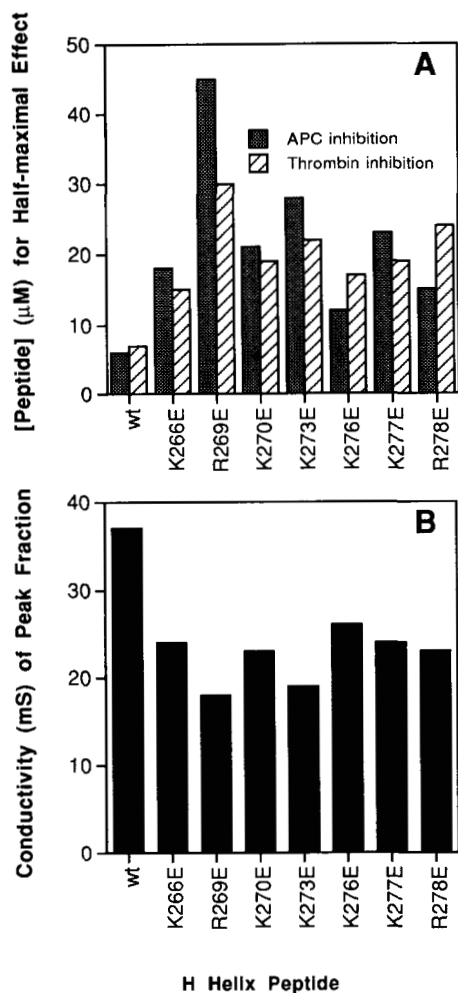 [Peptide] (μM) for Half-maximal Effect
50
40
30
20
10
0
A
APC inhibition
Thrombin inhibition
wt
K266E
R269E
K270E
K273E
K276E
K277E
R278E
Conductivity (mS) of Peak Fraction
40
30
20
10
0
B
wt
K266E
R269E
K270E
K273E
K276E
K277E
R278E
H Helix Peptide